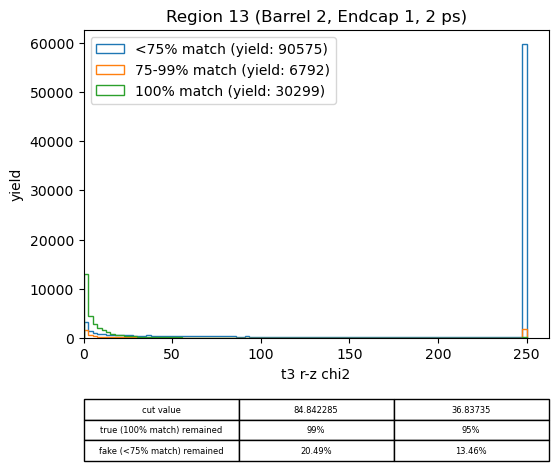 Region 13 (Barrel 2, Endcap 1, 2 ps)
<75% match (yield: 90575)
75-99% match (yield: 6792)
100% match (yield: 30299)
60000
50000
40000
30000
20000
10000
0
yield
0 50 100 150 200 250
t3 r-z chi2
cut value 84.842285 36.83735
true (100% match) remained 99% 95%
fake (<75% match) remained 20.49% 13.46%